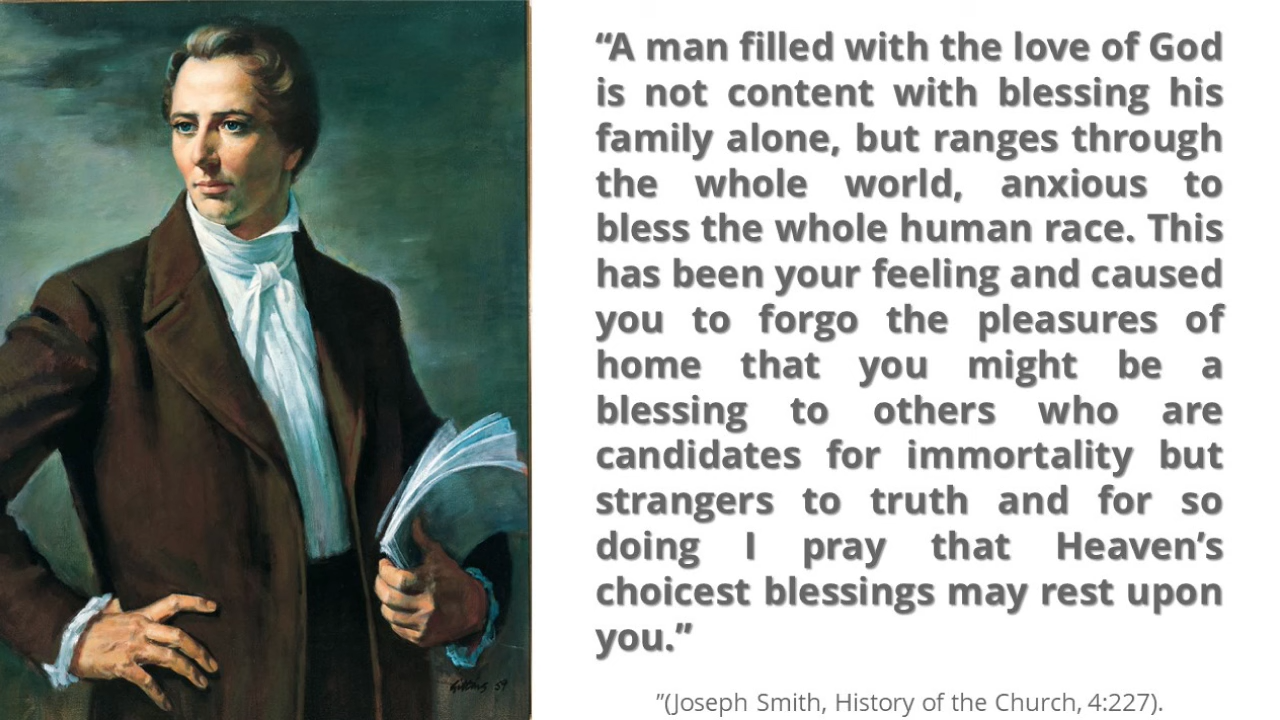 “A man filled with the love of God
is not content with blessing his
family alone, but ranges through
the whole world, anxious to
bless the whole human race. This
has been your feeling and caused
you to forgo the pleasures of
home that you might be a
blessing to others who are
candidates for immortality but
strangers to truth and for so
doing I pray that Heaven’s
choicest blessings may rest upon
you.”
”(Joseph Smith, History of the Church, 4:227).